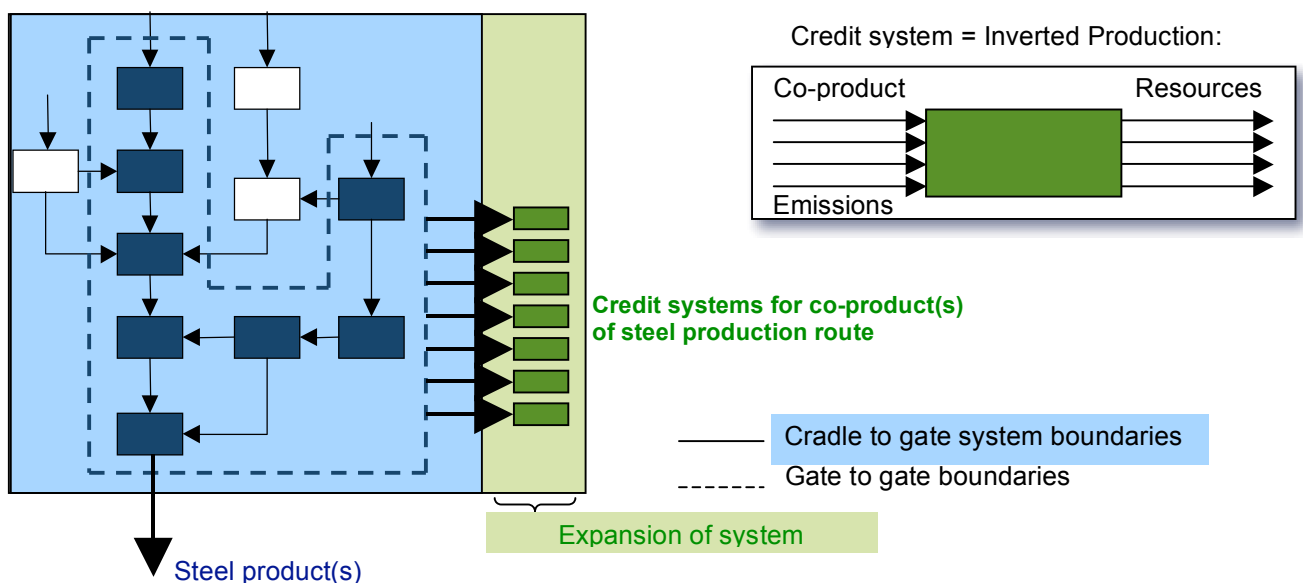 Credit system = Inverted Production:
Co-product
Resources
Emissions
Credit systems for co-product(s)
of steel production route
Cradle to gate system boundaries
Gate to gate boundaries
Expansion of system
Steel product(s)